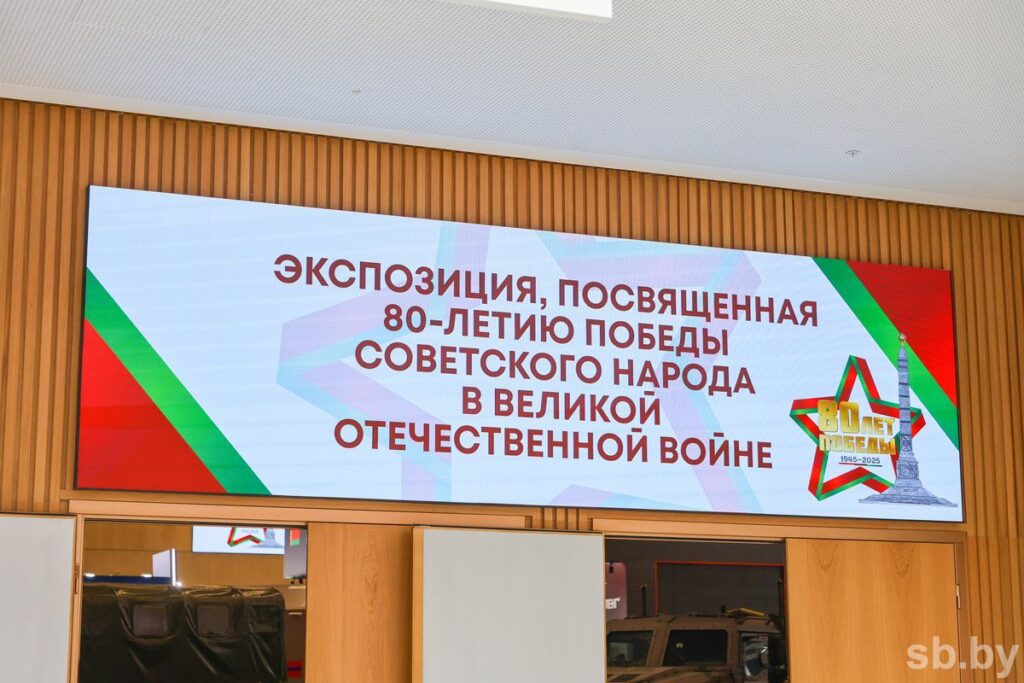 ЭКСПОЗИЦИЯ, ПОСВЯЩЕННАЯ
80-ЛЕТИЮ ПОБЕДЫ
СОВЕТСКОГО НАРОДА
В ВЕЛИКОЙ
ОТЕЧЕСТВЕННОЙ ВОЙНЕ
80 ЛЕТ
ПОБЕДЫ
1945–2025
sb.by